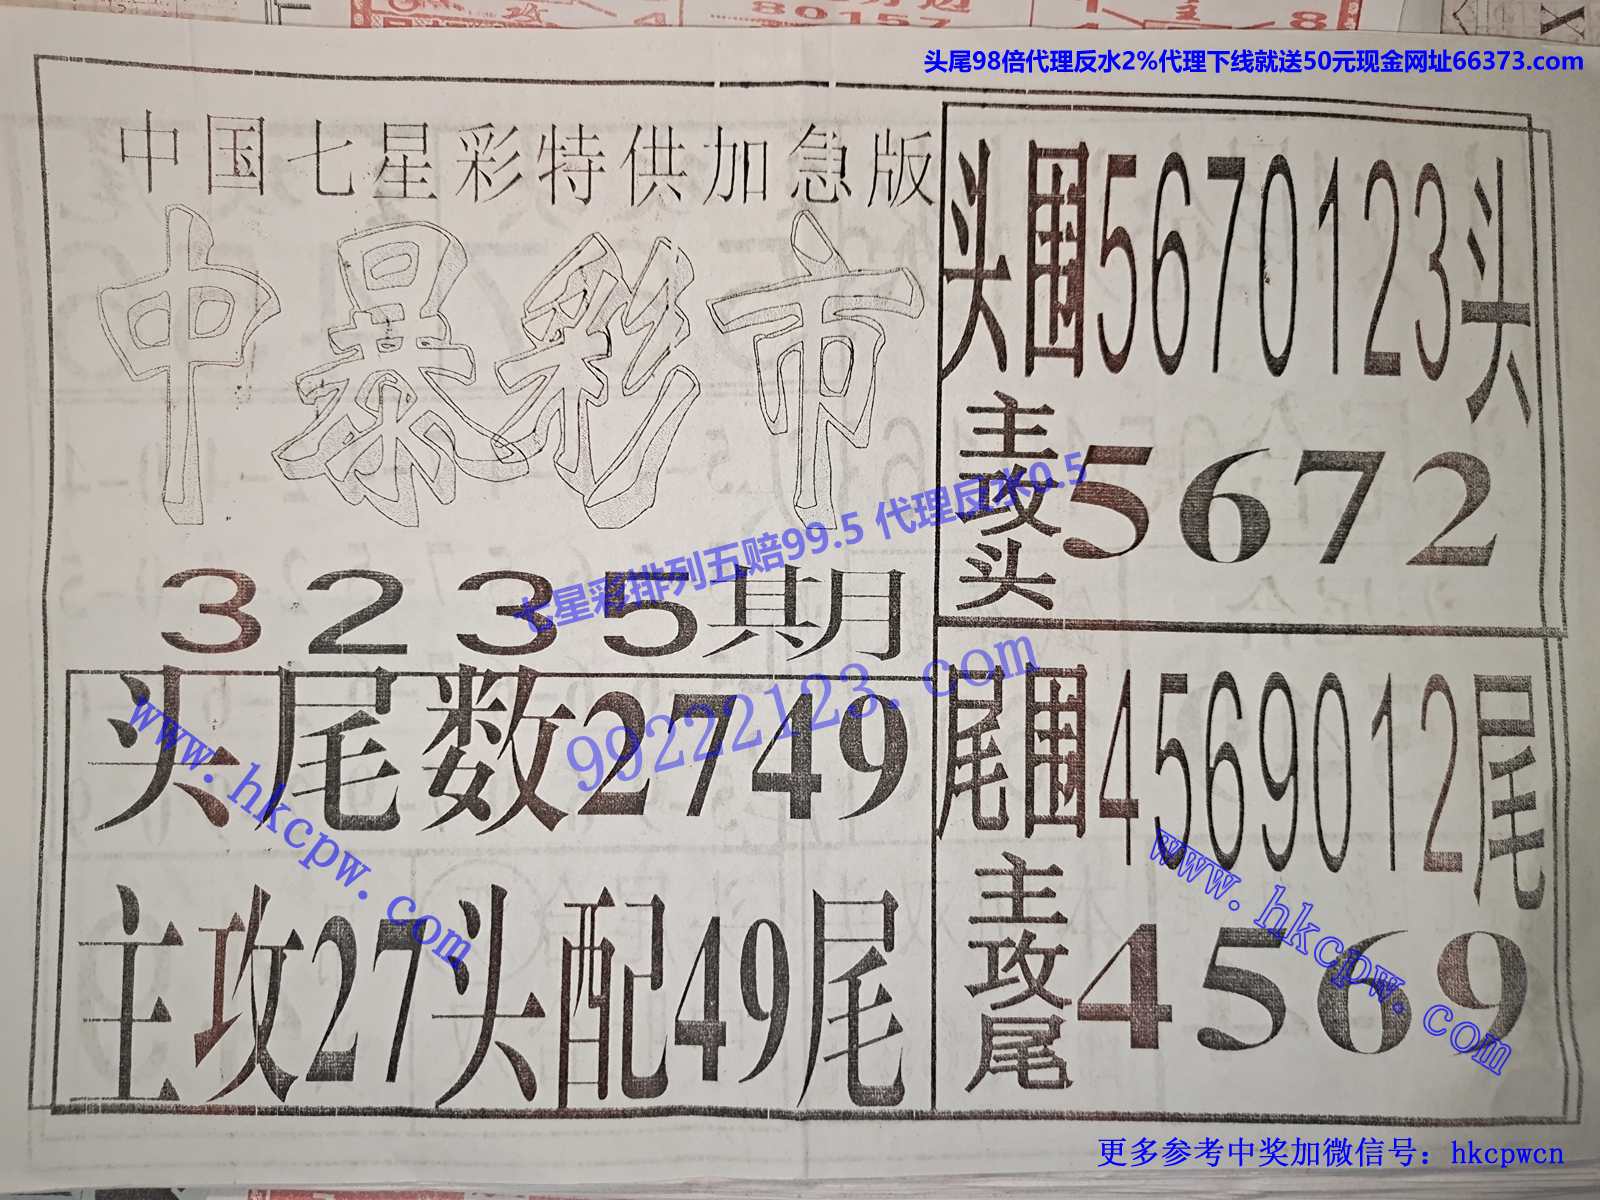 头尾98倍代理反水2%代理下线就送50元现金网址66373.com
中国七星彩特供加急版
中暴彩市
3235期
头尾数2749
主攻27头配49尾
头围5670123头
主攻头5672
尾围4569012尾
主攻尾4569
七星彩排列五赔99.5 代理反水0.5
99222123.com
www.hkcpw.com
www.hkcpw.com
更多参考中奖加微信号：hkcpwcn
80157
8